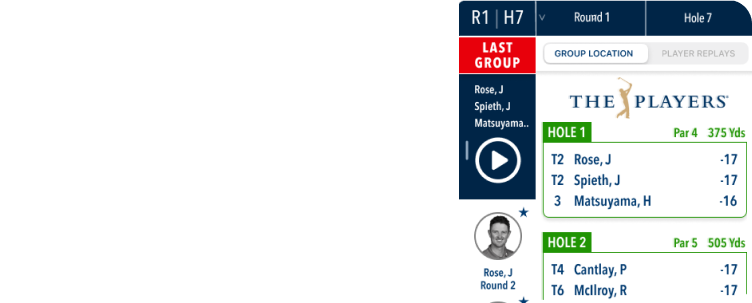 R1 | H7
Round 1
Hole 7
LAST
GROUP
GROUP LOCATION
PLAYER REPLAYS
Rose, J
Spieth, J
Matsuyama..
THE PLAYERS
HOLE 1 Par 4 375 Yds
T2 Rose, J -17
T2 Spieth, J -17
3 Matsuyama, H -16
Rose, J
Round 2
HOLE 2 Par 5 505 Yds
T4 Cantlay, P -17
T6 McIlroy, R -17